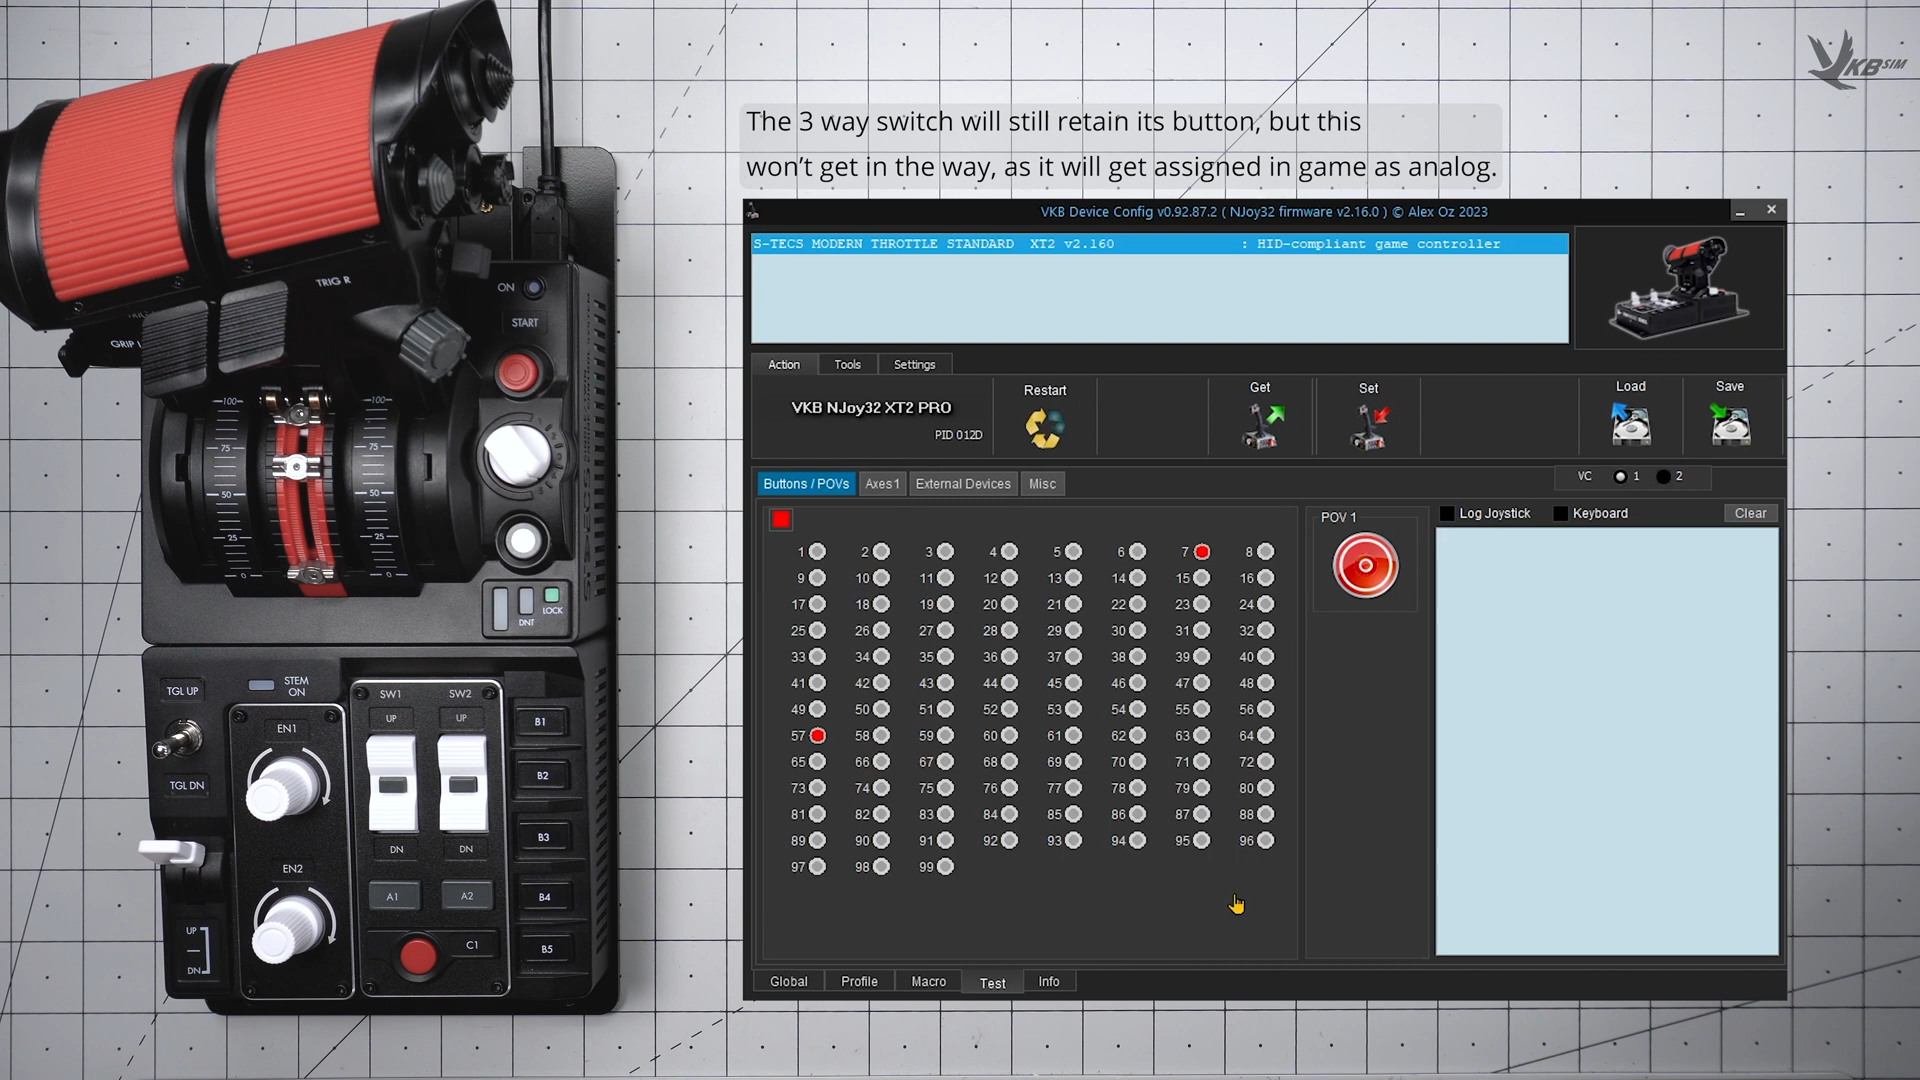 VKB SIM
The 3 way switch will still retain its button, but this
won't get in the way, as it will get assigned in game as analog.
VKB Device Config v0.92.87.2 ( NJoy32 firmware v2.16.0 ) © Alex Oz 2023
S-TECS MODERN THROTTLE STANDARD XT2 v2.160 : HID-compliant game controller
Action Tools Settings
VKB NJoy32 XT2 PRO
PID 012D
Restart
Get
Set
Load
Save
Buttons / POVs Axes1 External Devices Misc
VC 1 2
POV 1
Log Joystick Keyboard Clear
1 2 3 4 5 6 7 8
9 10 11 12 13 14 15 16
17 18 19 20 21 22 23 24
25 26 27 28 29 30 31 32
33 34 35 36 37 38 39 40
41 42 43 44 45 46 47 48
49 50 51 52 53 54 55 56
57 58 59 60 61 62 63 64
65 66 67 68 69 70 71 72
73 74 75 76 77 78 79 80
81 82 83 84 85 86 87 88
89 90 91 92 93 94 95 96
97 98 99
Global Profile Macro Test Info
TRIG R
GRIP
ON
START
100 100
75 75
50 50
25 25
0 0
LOCK
DNT
TGL UP
STEM
ON
SW1 SW2
UP UP
B1
EN1
B2
TGL DN
B3
DN DN
EN2
A1 A2
B4
UP
C1
B5
DN